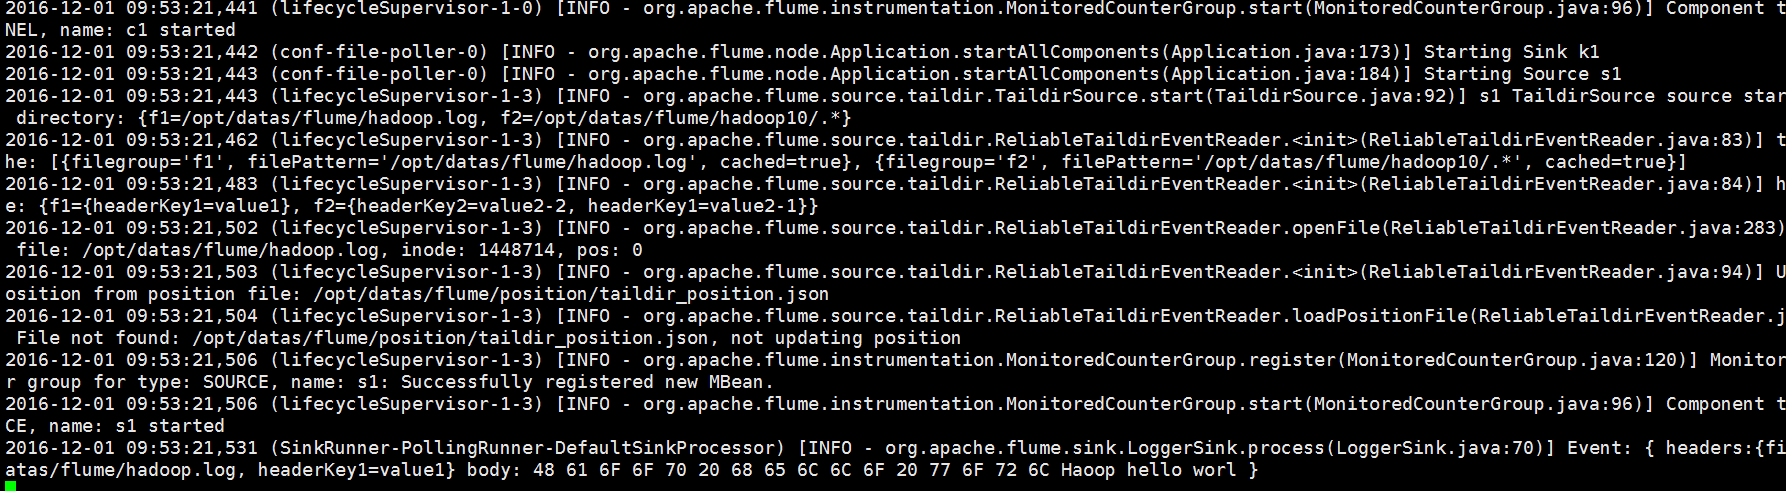 2016-12-01 09:53:21,441 (lifecycleSupervisor-1-0) [INFO - org.apache.flume.instrumentation.MonitoredCounterGroup.start(MonitoredCounterGroup.java:96)] Component t
NEL, name: c1 started
2016-12-01 09:53:21,442 (conf-file-poller-0) [INFO - org.apache.flume.node.Application.startAllComponents(Application.java:173)] Starting Sink k1
2016-12-01 09:53:21,443 (conf-file-poller-0) [INFO - org.apache.flume.node.Application.startAllComponents(Application.java:184)] Starting Source s1
2016-12-01 09:53:21,443 (lifecycleSupervisor-1-3) [INFO - org.apache.flume.source.taildir.TaildirSource.start(TaildirSource.java:92)] s1 TaildirSource source star
 directory: {f1=/opt/datas/flume/hadoop.log, f2=/opt/datas/flume/hadoop10/.*}
2016-12-01 09:53:21,462 (lifecycleSupervisor-1-3) [INFO - org.apache.flume.source.taildir.ReliableTaildirEventReader.<init>(ReliableTaildirEventReader.java:83)] t
he: [{filegroup='f1', filePattern='/opt/datas/flume/hadoop.log', cached=true}, {filegroup='f2', filePattern='/opt/datas/flume/hadoop10/.*', cached=true}]
2016-12-01 09:53:21,483 (lifecycleSupervisor-1-3) [INFO - org.apache.flume.source.taildir.ReliableTaildirEventReader.<init>(ReliableTaildirEventReader.java:84)] h
e: {f1={headerKey1=value1}, f2={headerKey2=value2-2, headerKey1=value2-1}}
2016-12-01 09:53:21,502 (lifecycleSupervisor-1-3) [INFO - org.apache.flume.source.taildir.ReliableTaildirEventReader.openFile(ReliableTaildirEventReader.java:283)
 file: /opt/datas/flume/hadoop.log, inode: 1448714, pos: 0
2016-12-01 09:53:21,503 (lifecycleSupervisor-1-3) [INFO - org.apache.flume.source.taildir.ReliableTaildirEventReader.<init>(ReliableTaildirEventReader.java:94)] U
osition from position file: /opt/datas/flume/position/taildir_position.json
2016-12-01 09:53:21,504 (lifecycleSupervisor-1-3) [INFO - org.apache.flume.source.taildir.ReliableTaildirEventReader.loadPositionFile(ReliableTaildirEventReader.j
 File not found: /opt/datas/flume/position/taildir_position.json, not updating position
2016-12-01 09:53:21,506 (lifecycleSupervisor-1-3) [INFO - org.apache.flume.instrumentation.MonitoredCounterGroup.register(MonitoredCounterGroup.java:120)] Monitor
r group for type: SOURCE, name: s1: Successfully registered new MBean.
2016-12-01 09:53:21,506 (lifecycleSupervisor-1-3) [INFO - org.apache.flume.instrumentation.MonitoredCounterGroup.start(MonitoredCounterGroup.java:96)] Component t
CE, name: s1 started
2016-12-01 09:53:21,531 (SinkRunner-PollingRunner-DefaultSinkProcessor) [INFO - org.apache.flume.sink.LoggerSink.process(LoggerSink.java:70)] Event: { headers:{fi
atas/flume/hadoop.log, headerKey1=value1} body: 48 61 6F 6F 70 20 68 65 6C 6C 6F 20 77 6F 72 6C Haoop hello worl }